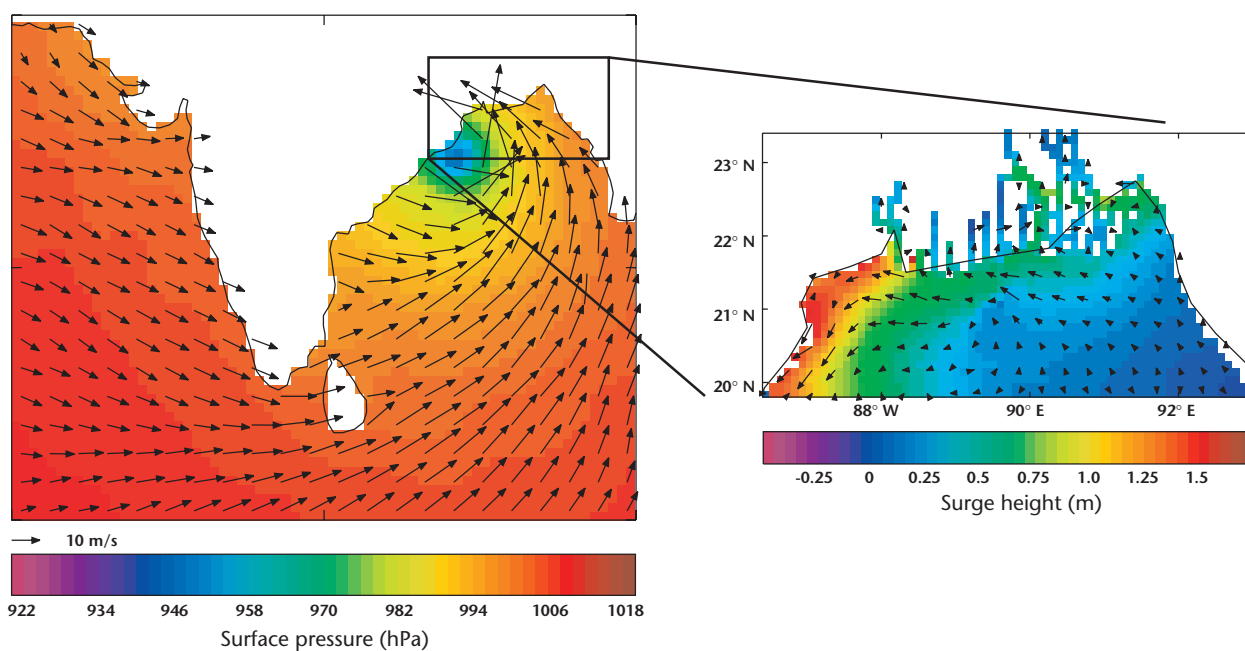 10 m/s
922 934 946 958 970 982 994 1006 1018
Surface pressure (hPa)
23° N
22° N
21° N
20° N
88° W 90° E 92° E
-0.25 0 0.25 0.5 0.75 1.0 1.25 1.5
Surge height (m)